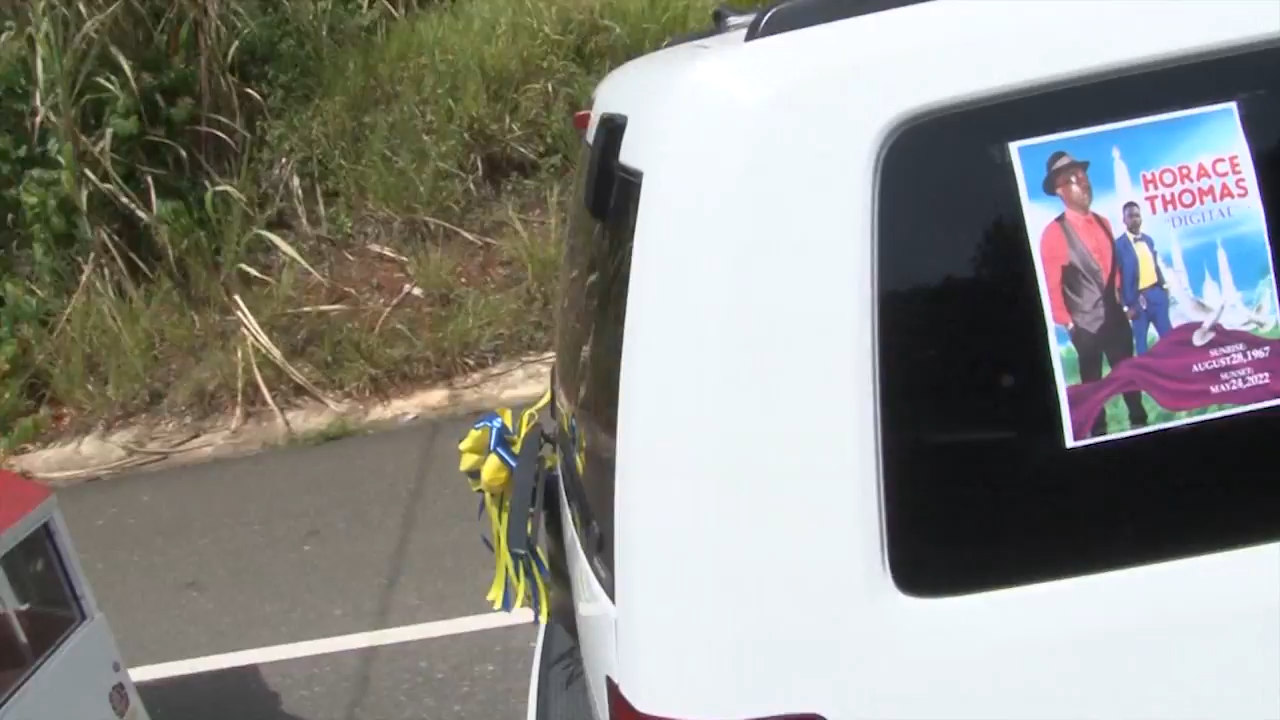 HORACE
THOMAS
"DIGITAL"
SUNRISE:
AUGUST28,1967
SUNSET:
MAY24,2022